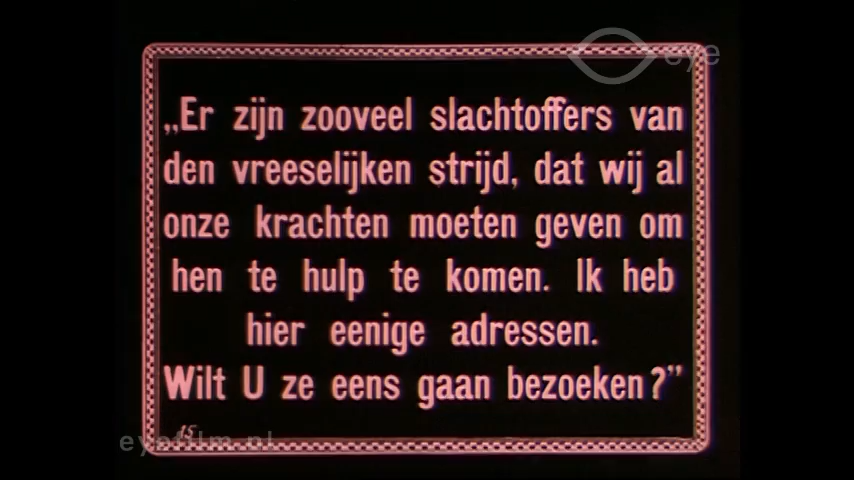 eye
„Er zijn zooveel slachtoffers van
den vreeselijken strijd, dat wij al
onze krachten moeten geven om
hen te hulp te komen. Ik heb
hier eenige adressen.
Wilt U ze eens gaan bezoeken?”
15
eyefilm.nl